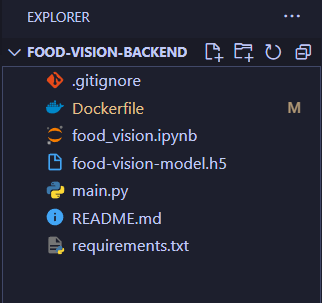 EXPLORER
FOOD-VISION-BACKEND
.gitignore
Dockerfile M
food_vision.ipynb
food-vision-model.h5
main.py
README.md
requirements.txt